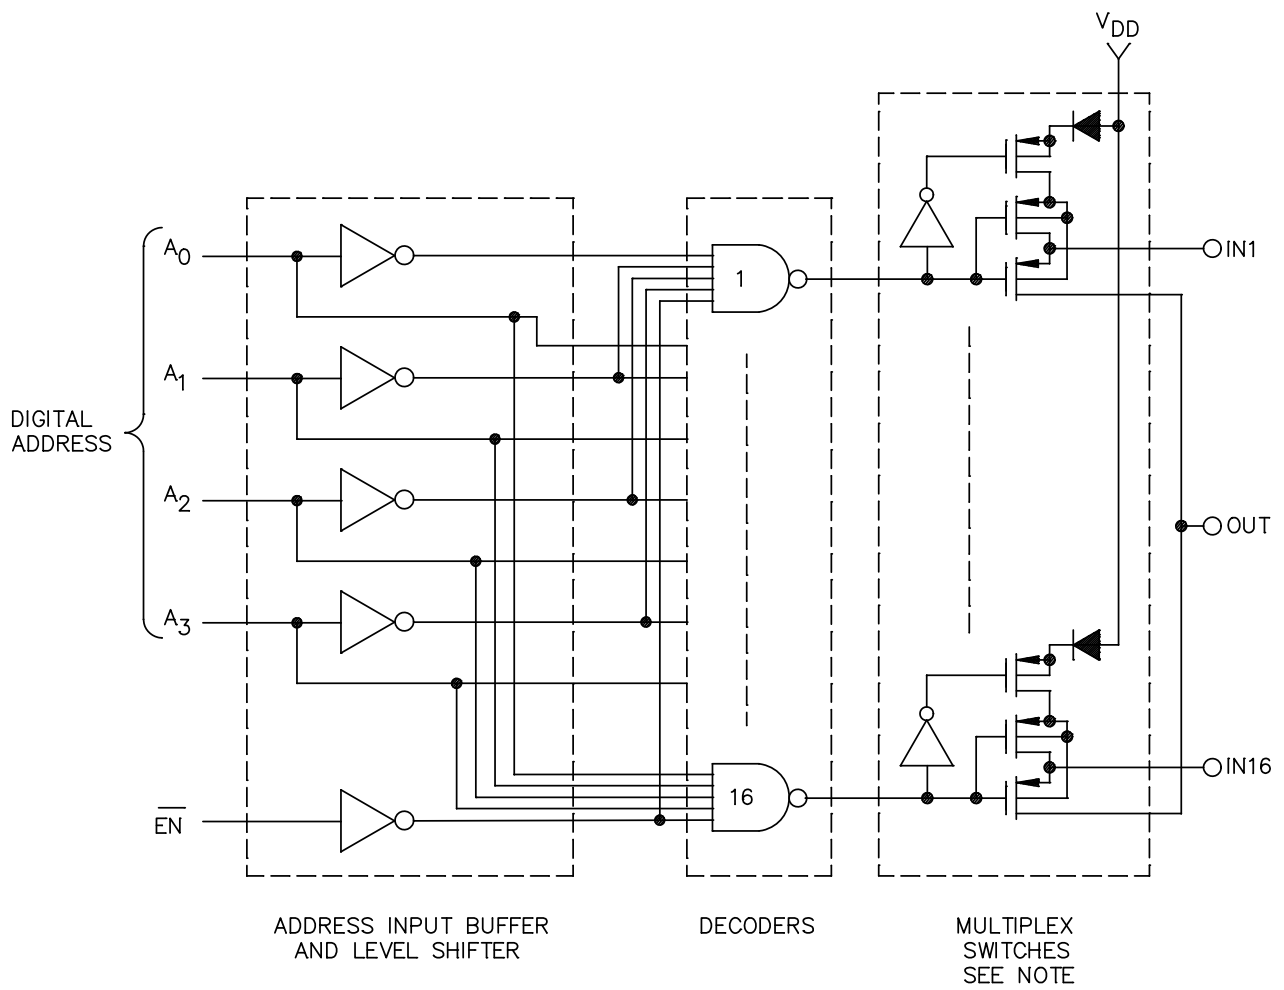 VDD
A0
1
IN1
A1
DIGITAL
ADDRESS
A2
OUT
A3
IN16
16
EN
ADDRESS INPUT BUFFER
AND LEVEL SHIFTER
DECODERS
MULTIPLEX
SWITCHES
SEE NOTE